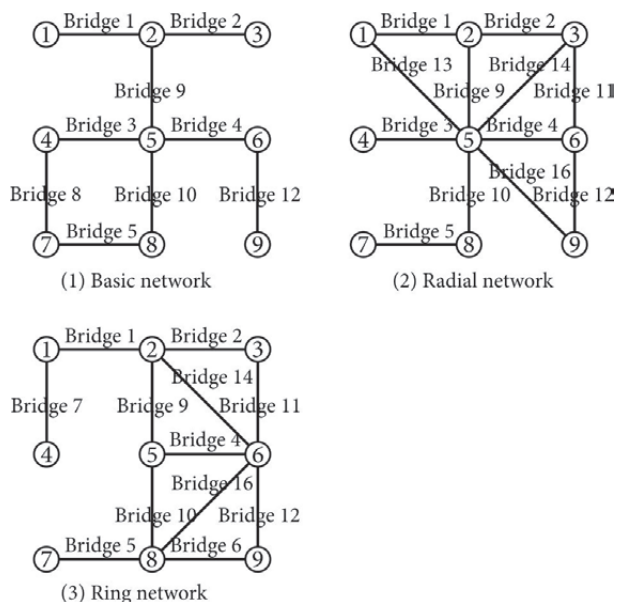 Bridge 1 Bridge 2
1 2 3
Bridge 9
Bridge 3 Bridge 4
4 5 6
Bridge 8 Bridge 10 Bridge 12
Bridge 5
7 8 9
(1) Basic network
Bridge 1 Bridge 2
1 2 3
Bridge 13 Bridge 14
Bridge 9 Bridge 11
Bridge 3 Bridge 4
4 5 6
Bridge 16
Bridge 10 Bridge 12
Bridge 5
7 8 9
(2) Radial network
Bridge 1 Bridge 2
1 2 3
Bridge 14
Bridge 7 Bridge 9 Bridge 11
Bridge 4
4 5 6
Bridge 16
Bridge 10 Bridge 12
Bridge 5 Bridge 6
7 8 9
(3) Ring network